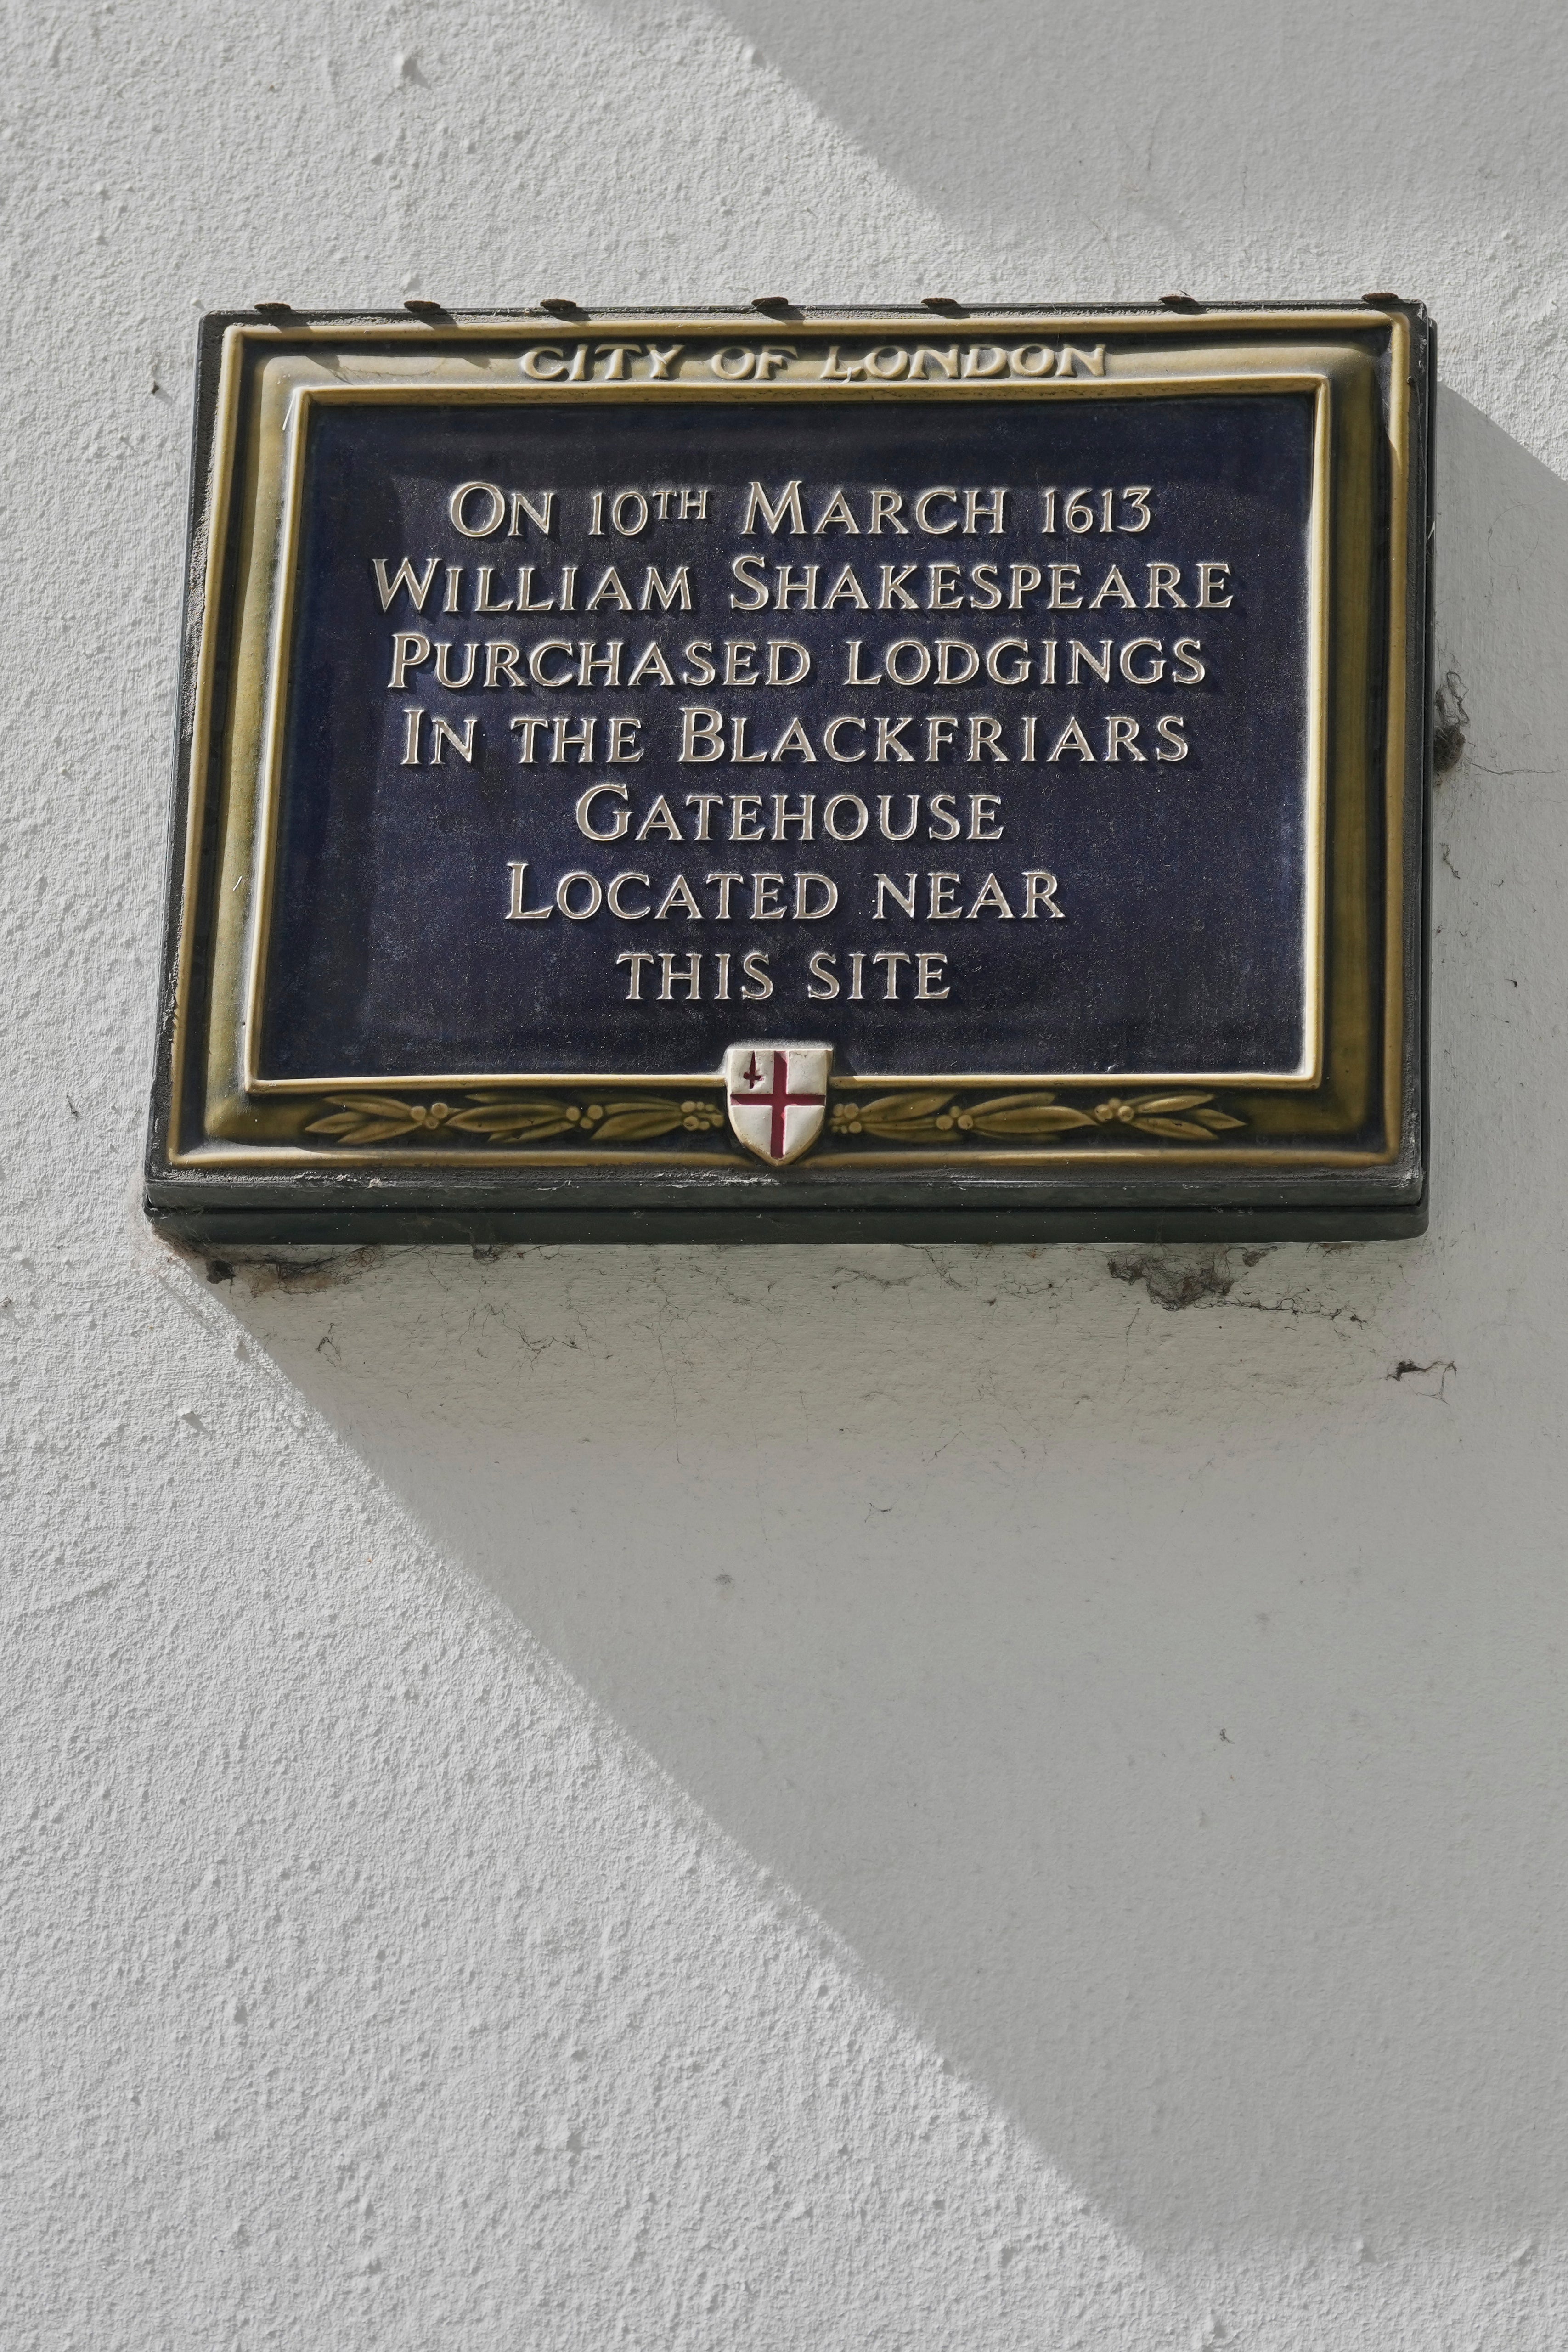 CITY OF LONDON
ON 10TH MARCH 1613
WILLIAM SHAKESPEARE
PURCHASED LODGINGS
IN THE BLACKFRIARS
GATEHOUSE
LOCATED NEAR
THIS SITE